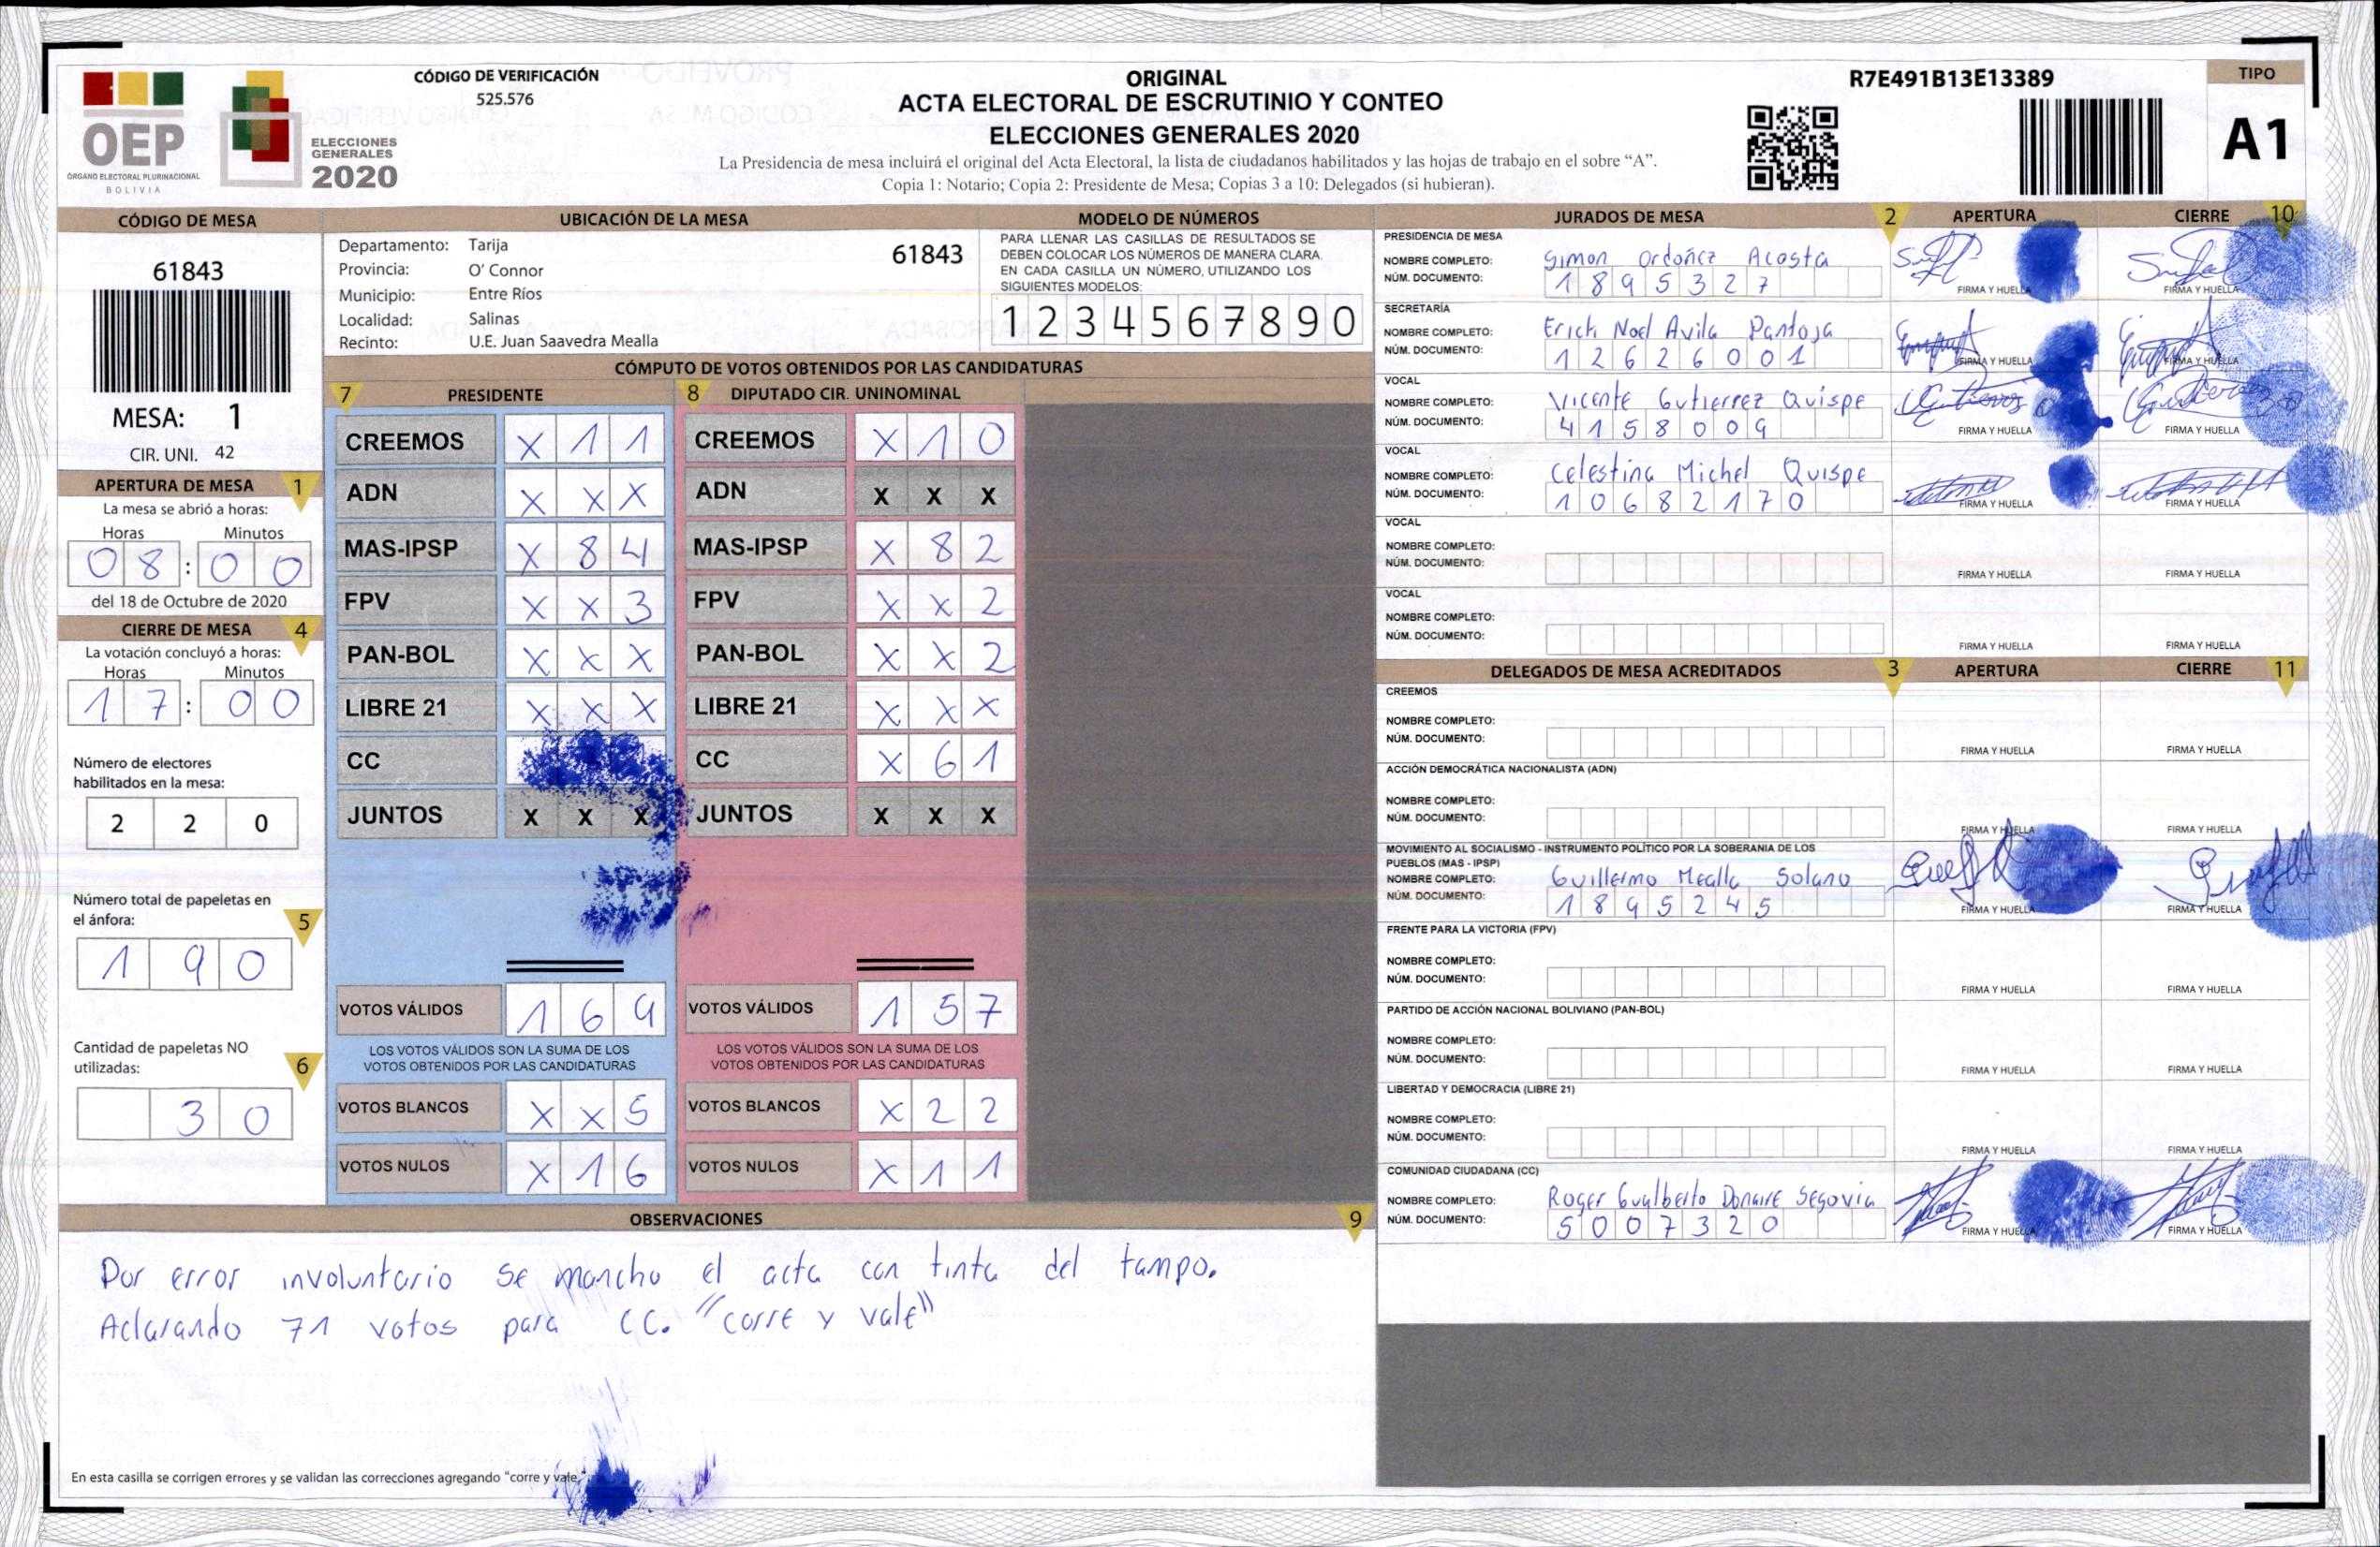 OEP
ÓRGANO ELECTORAL PLURINACIONAL
BOLIVIA
ELECCIONES
GENERALES
2020
CÓDIGO DE VERIFICACIÓN
525.576
ORIGINAL
ACTA ELECTORAL DE ESCRUTINIO Y CONTEO
ELECCIONES GENERALES 2020
La Presidencia de mesa incluirá el original del Acta Electoral, la lista de ciudadanos habilitados y las hojas de trabajo en el sobre “A”.
Copia 1: Notario; Copia 2: Presidente de Mesa; Copias 3 a 10: Delegados (si hubieran).
R7E491B13E13389
TIPO
A1
CÓDIGO DE MESA
61843
MESA: 1
CIR. UNI. 42
APERTURA DE MESA 1
La mesa se abrió a horas:
Horas Minutos
0 8 : 0 0
del 18 de Octubre de 2020
CIERRE DE MESA 4
La votación concluyó a horas:
Horas Minutos
1 7 : 0 0
Número de electores
habilitados en la mesa:
2 2 0
Número total de papeletas en
el ánfora: 5
1 9 0
Cantidad de papeletas NO
utilizadas: 6
3 0
UBICACIÓN DE LA MESA
Departamento: Tarija 61843
Provincia: O' Connor
Municipio: Entre Ríos
Localidad: Salinas
Recinto: U.E. Juan Saavedra Mealla
MODELO DE NÚMEROS
PARA LLENAR LAS CASILLAS DE RESULTADOS SE
DEBEN COLOCAR LOS NÚMEROS DE MANERA CLARA.
EN CADA CASILLA UN NÚMERO, UTILIZANDO LOS
SIGUIENTES MODELOS:
1 2 3 4 5 6 7 8 9 0
CÓMPUTO DE VOTOS OBTENIDOS POR LAS CANDIDATURAS
7 PRESIDENTE 8 DIPUTADO CIR. UNINOMINAL
CREEMOS X 1 1 CREEMOS X 1 0
ADN X X X ADN X X X
MAS-IPSP X 8 4 MAS-IPSP X 8 2
FPV X X 3 FPV X X 2
PAN-BOL X X X PAN-BOL X X 2
LIBRE 21 X X X LIBRE 21 X X X
CC CC X 6 1
JUNTOS X X X JUNTOS X X X
VOTOS VÁLIDOS 1 6 9 VOTOS VÁLIDOS 1 5 7
LOS VOTOS VÁLIDOS SON LA SUMA DE LOS
VOTOS OBTENIDOS POR LAS CANDIDATURAS
LOS VOTOS VÁLIDOS SON LA SUMA DE LOS
VOTOS OBTENIDOS POR LAS CANDIDATURAS
VOTOS BLANCOS X X 5 VOTOS BLANCOS X 2 2
VOTOS NULOS X 1 6 VOTOS NULOS X 1 1
OBSERVACIONES 9
Por error involuntario se mancho el acta con tinta del tampo.
Aclarando 71 votos para CC. "corre y vale"
En esta casilla se corrigen errores y se validan las correcciones agregando "corre y vale."
JURADOS DE MESA 2 APERTURA CIERRE 10
PRESIDENCIA DE MESA
NOMBRE COMPLETO: Simon Ordoñez Acosta
NÚM. DOCUMENTO: 1 8 9 5 3 2 7
FIRMA Y HUELLA FIRMA Y HUELLA
SECRETARÍA
NOMBRE COMPLETO: Erich Noel Avila Pantoja
NÚM. DOCUMENTO: 1 2 6 2 6 0 0 1
FIRMA Y HUELLA FIRMA Y HUELLA
VOCAL
NOMBRE COMPLETO: Vicente Gutierrez Quispe
NÚM. DOCUMENTO: 4 1 5 8 0 0 9
FIRMA Y HUELLA FIRMA Y HUELLA
VOCAL
NOMBRE COMPLETO: Celestina Michel Quispe
NÚM. DOCUMENTO: 1 0 6 8 2 1 7 0
FIRMA Y HUELLA FIRMA Y HUELLA
VOCAL
NOMBRE COMPLETO:
NÚM. DOCUMENTO:
FIRMA Y HUELLA FIRMA Y HUELLA
VOCAL
NOMBRE COMPLETO:
NÚM. DOCUMENTO:
FIRMA Y HUELLA FIRMA Y HUELLA
DELEGADOS DE MESA ACREDITADOS 3 APERTURA CIERRE 11
CREEMOS
NOMBRE COMPLETO:
NÚM. DOCUMENTO:
FIRMA Y HUELLA FIRMA Y HUELLA
ACCIÓN DEMOCRÁTICA NACIONALISTA (ADN)
NOMBRE COMPLETO:
NÚM. DOCUMENTO:
FIRMA Y HUELLA FIRMA Y HUELLA
MOVIMIENTO AL SOCIALISMO - INSTRUMENTO POLÍTICO POR LA SOBERANIA DE LOS
PUEBLOS (MAS - IPSP)
NOMBRE COMPLETO: Guillermo Mealla Solano
NÚM. DOCUMENTO: 1 8 9 5 2 4 5
FIRMA Y HUELLA FIRMA Y HUELLA
FRENTE PARA LA VICTORIA (FPV)
NOMBRE COMPLETO:
NÚM. DOCUMENTO:
FIRMA Y HUELLA FIRMA Y HUELLA
PARTIDO DE ACCIÓN NACIONAL BOLIVIANO (PAN-BOL)
NOMBRE COMPLETO:
NÚM. DOCUMENTO:
FIRMA Y HUELLA FIRMA Y HUELLA
LIBERTAD Y DEMOCRACIA (LIBRE 21)
NOMBRE COMPLETO:
NÚM. DOCUMENTO:
FIRMA Y HUELLA FIRMA Y HUELLA
COMUNIDAD CIUDADANA (CC)
NOMBRE COMPLETO: Roger Gualberto Donaire Segovia
NÚM. DOCUMENTO: 5 0 0 7 3 2 0
FIRMA Y HUELLA FIRMA Y HUELLA